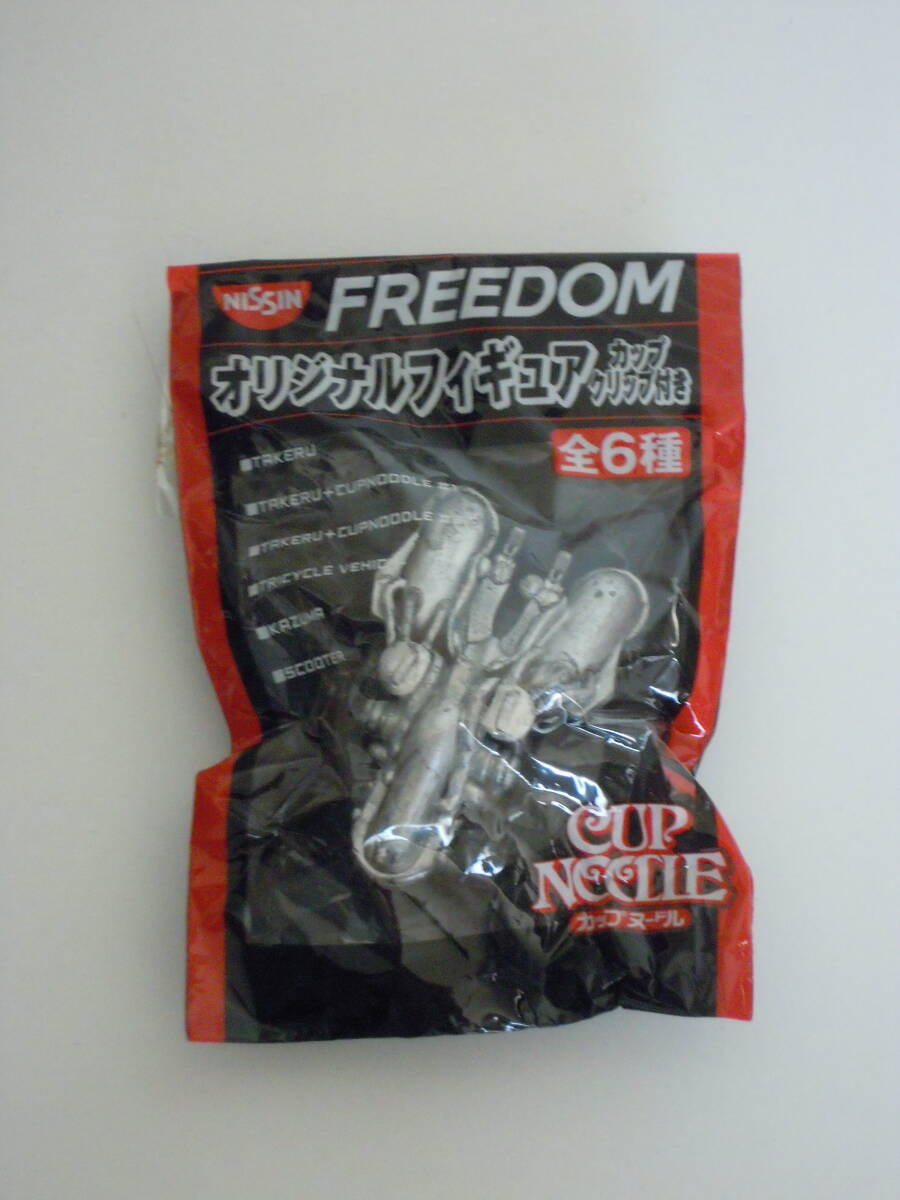 NISSIN
FREEDOM
オリジナルフィギュア
カップ
クリップ付き
全6種
■TAKERU
■TAKERU+CUPNOODLE
■TAKERU+CUPNOODLE
■TRICYCLE
■KAZUMA
■SCOOTER
CUP
NOODLE
カップヌードル